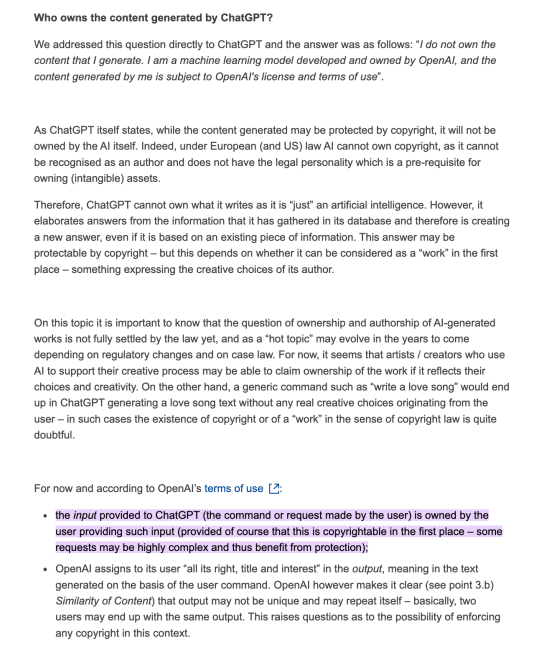 Who owns the content generated by ChatGPT?
We addressed this question directly to ChatGPT and the answer was as follows: “I do not own the
content that I generate. I am a machine learning model developed and owned by OpenAI, and the
content generated by me is subject to OpenAI's license and terms of use”.
As ChatGPT itself states, while the content generated may be protected by copyright, it will not be
owned by the AI itself. Indeed, under European (and US) law AI cannot own copyright, as it cannot
be recognised as an author and does not have the legal personality which is a pre-requisite for
owning (intangible) assets.
Therefore, ChatGPT cannot own what it writes as it is “just” an artificial intelligence. However, it
elaborates answers from the information that it has gathered in its database and therefore is creating
a new answer, even if it is based on an existing piece of information. This answer may be
protectable by copyright – but this depends on whether it can be considered as a “work” in the first
place – something expressing the creative choices of its author.
On this topic it is important to know that the question of ownership and authorship of AI-generated
works is not fully settled by the law yet, and as a “hot topic” may evolve in the years to come
depending on regulatory changes and on case law. For now, it seems that artists / creators who use
AI to support their creative process may be able to claim ownership of the work if it reflects their
choices and creativity. On the other hand, a generic command such as “write a love song” would end
up in ChatGPT generating a love song text without any real creative choices originating from the
user – in such cases the existence of copyright or of a “work” in the sense of copyright law is quite
doubtful.
For now and according to OpenAI's terms of use :
• the input provided to ChatGPT (the command or request made by the user) is owned by the
user providing such input (provided of course that this is copyrightable in the first place – some
requests may be highly complex and thus benefit from protection);
• OpenAI assigns to its user “all its right, title and interest” in the output, meaning in the text
generated on the basis of the user command. OpenAI however makes it clear (see point 3.b)
Similarity of Content) that output may not be unique and may repeat itself – basically, two
users may end up with the same output. This raises questions as to the possibility of enforcing
any copyright in this context.